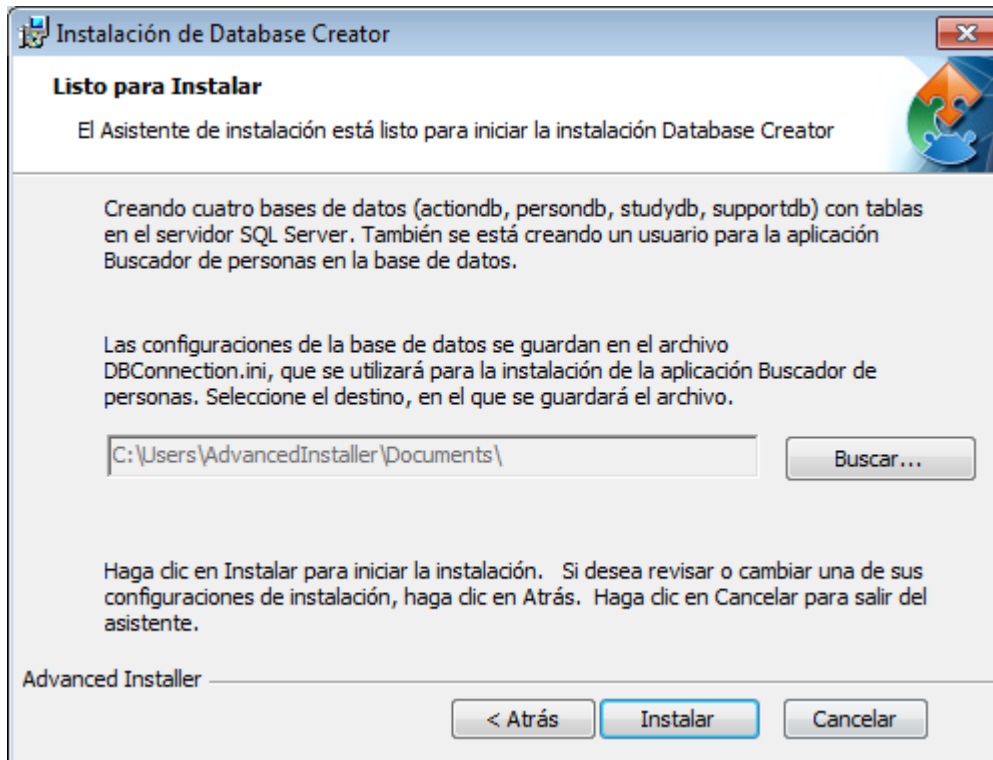 Instalación de Database Creator
Listo para Instalar
El Asistente de instalación está listo para iniciar la instalación Database Creator
Creando cuatro bases de datos (actiondb, persondb, studydb, supportdb) con tablas
en el servidor SQL Server. También se está creando un usuario para la aplicación
Buscador de personas en la base de datos.
Las configuraciones de la base de datos se guardan en el archivo
DBConnection.ini, que se utilizará para la instalación de la aplicación Buscador de
personas. Seleccione el destino, en el que se guardará el archivo.
C:\Users\AdvancedInstaller\Documents\
Buscar...
Haga clic en Instalar para iniciar la instalación.   Si desea revisar o cambiar una de sus
configuraciones de instalación, haga clic en Atrás.  Haga clic en Cancelar para salir del
asistente.
Advanced Installer
< Atrás
Instalar
Cancelar